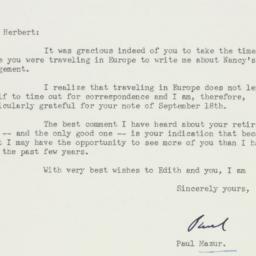 Herbert:
It was gracious indeed of you to take the time
you were traveling in Europe to write me about Nancy's
gement.
I realize that traveling in Europe does not le
lf to time out for correspondence and I am, therefore,
icularly grateful for your note of September 18th.
The best comment I have heard about your retir
-- and the only good one -- is your indication that beca
I may have the opportunity to see more of you than I ha
the past few years.
With very best wishes to Edith and you, I am
Sincerely yours,
Paul
Paul Mazur.